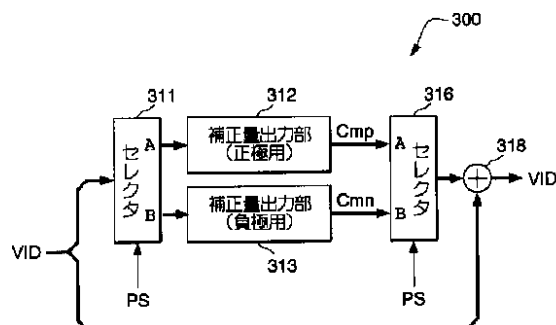 300
311
312
316
318
A
補正量出力部
(正極用)
Cmp
A
セレクタ
セレクタ
VID
B
補正量出力部
(負極用)
Cmn
B
VID
313
PS
PS